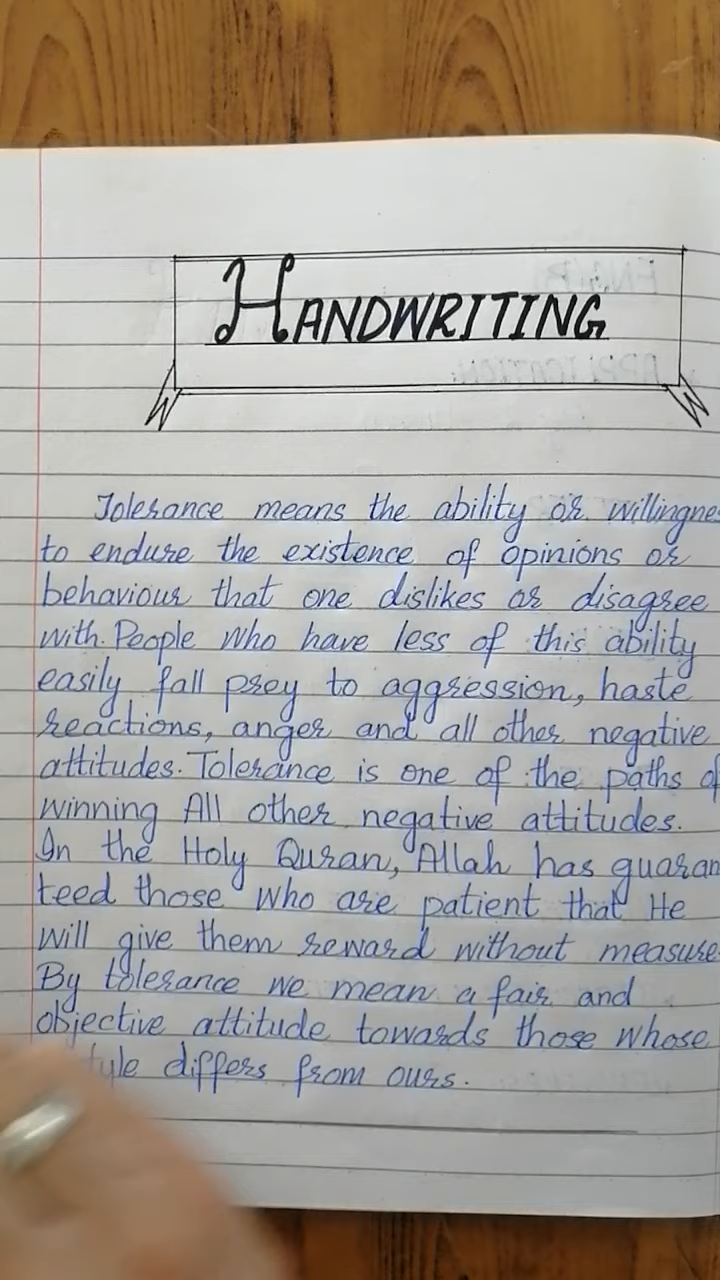 HANDWRITING
Tolerance means the ability or willingnes
to endure the existence of opinions or
behaviour that one dislikes or disagree
with. People who have less of this ability
easily fall prey to aggression, haste
reactions, anger and all other negative
attitudes. Tolerance is one of the paths of
winning All other negative attitudes.
In the Holy Quran, Allah has guaran
teed those who are patient that He
will give them reward without measure
By tolerance we mean a fair and
objective attitude towards those whose
differs from ours.